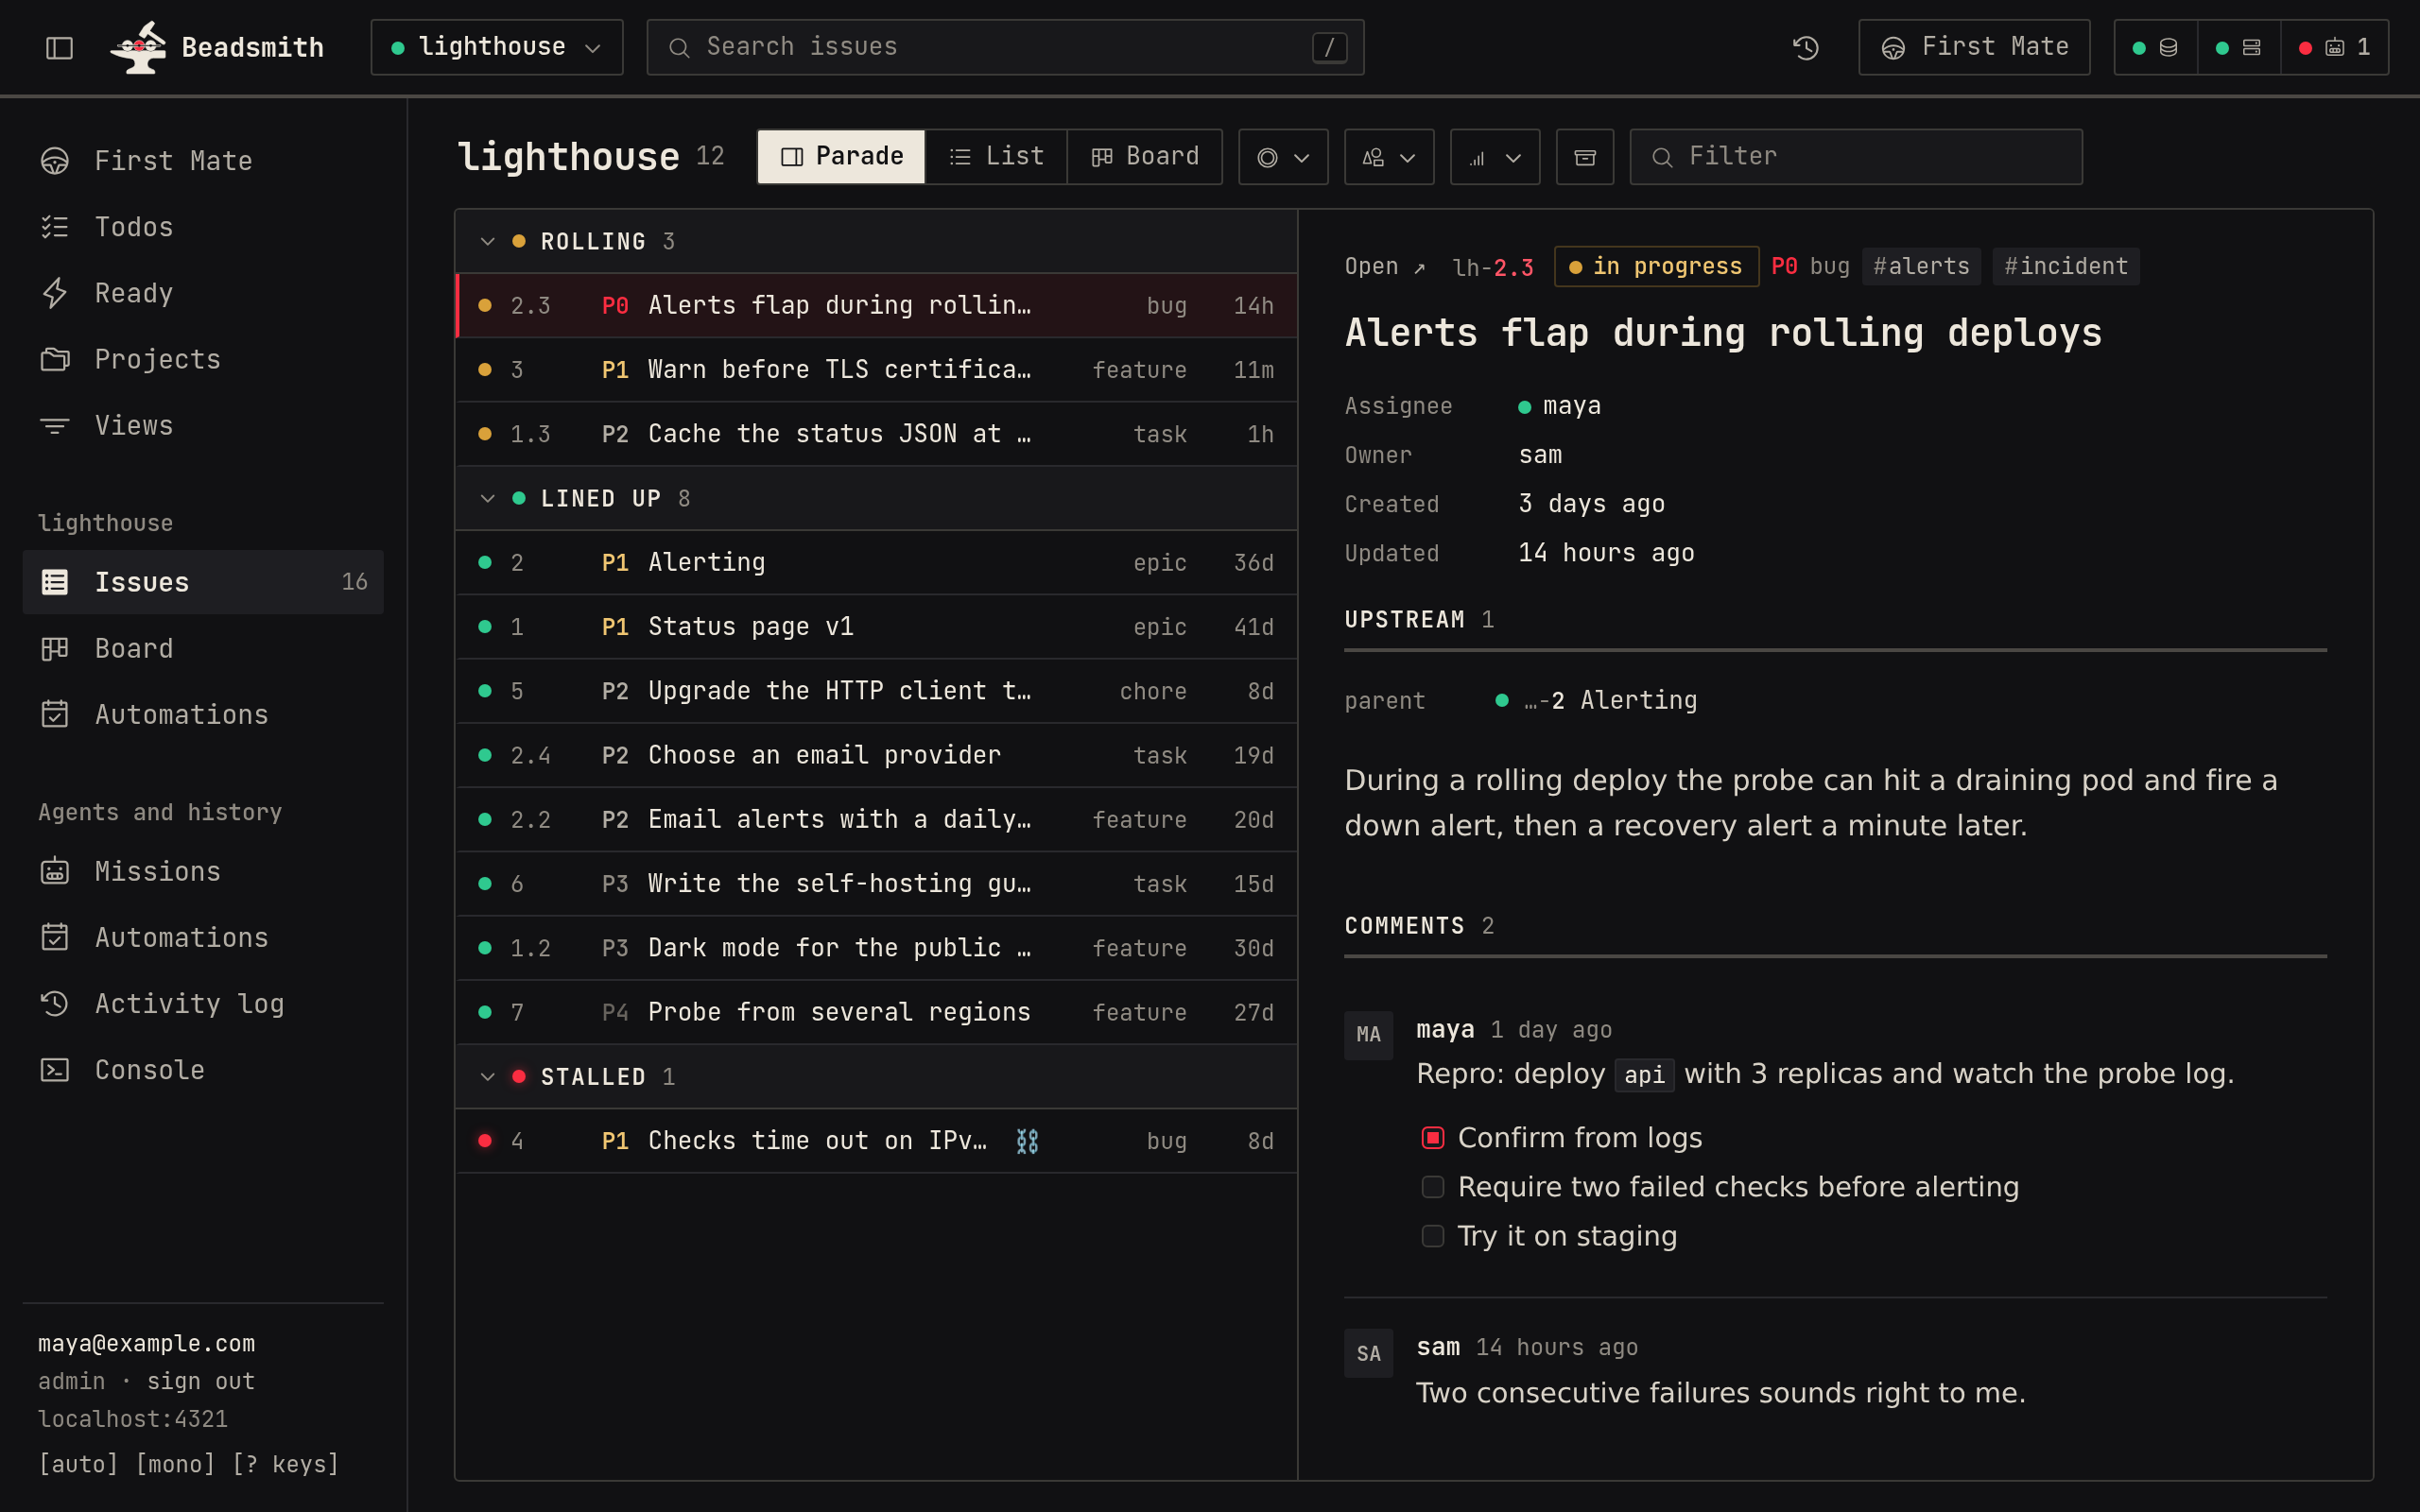 Beadsmith
lighthouse
Search issues
/
First Mate
1
First Mate
Todos
Ready
Projects
Views
lighthouse
Issues 16
Board
Automations
Agents and history
Missions
Automations
Activity log
Console
maya@example.com
admin · sign out
localhost:4321
[auto] [mono] [? keys]
lighthouse 12
Parade
List
Board
Filter
ROLLING 3
2.3 P0 Alerts flap during rollin… bug 14h
3 P1 Warn before TLS certifica… feature 11m
1.3 P2 Cache the status JSON at … task 1h
LINED UP 8
2 P1 Alerting epic 36d
1 P1 Status page v1 epic 41d
5 P2 Upgrade the HTTP client t… chore 8d
2.4 P2 Choose an email provider task 19d
2.2 P2 Email alerts with a daily… feature 20d
6 P3 Write the self-hosting gu… task 15d
1.2 P3 Dark mode for the public … feature 30d
7 P4 Probe from several regions feature 27d
STALLED 1
4 P1 Checks time out on IPv… bug 8d
Open ↗ lh-2.3 in progress P0 bug #alerts #incident
Alerts flap during rolling deploys
Assignee maya
Owner sam
Created 3 days ago
Updated 14 hours ago
UPSTREAM 1
parent …-2 Alerting
During a rolling deploy the probe can hit a draining pod and fire a
down alert, then a recovery alert a minute later.
COMMENTS 2
MA maya 1 day ago
Repro: deploy api with 3 replicas and watch the probe log.
Confirm from logs
Require two failed checks before alerting
Try it on staging
SA sam 14 hours ago
Two consecutive failures sounds right to me.